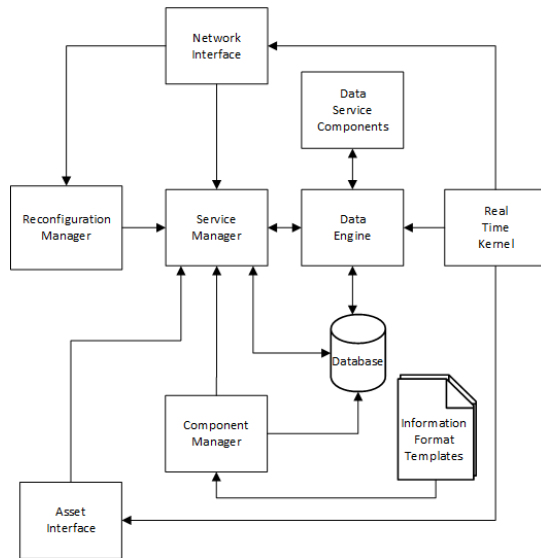 Network
Interface
Data
Service
Components
Reconfiguration
Manager
Service
Manager
Data
Engine
Real
Time
Kernel
Database
Component
Manager
Information
Format
Templates
Asset
Interface